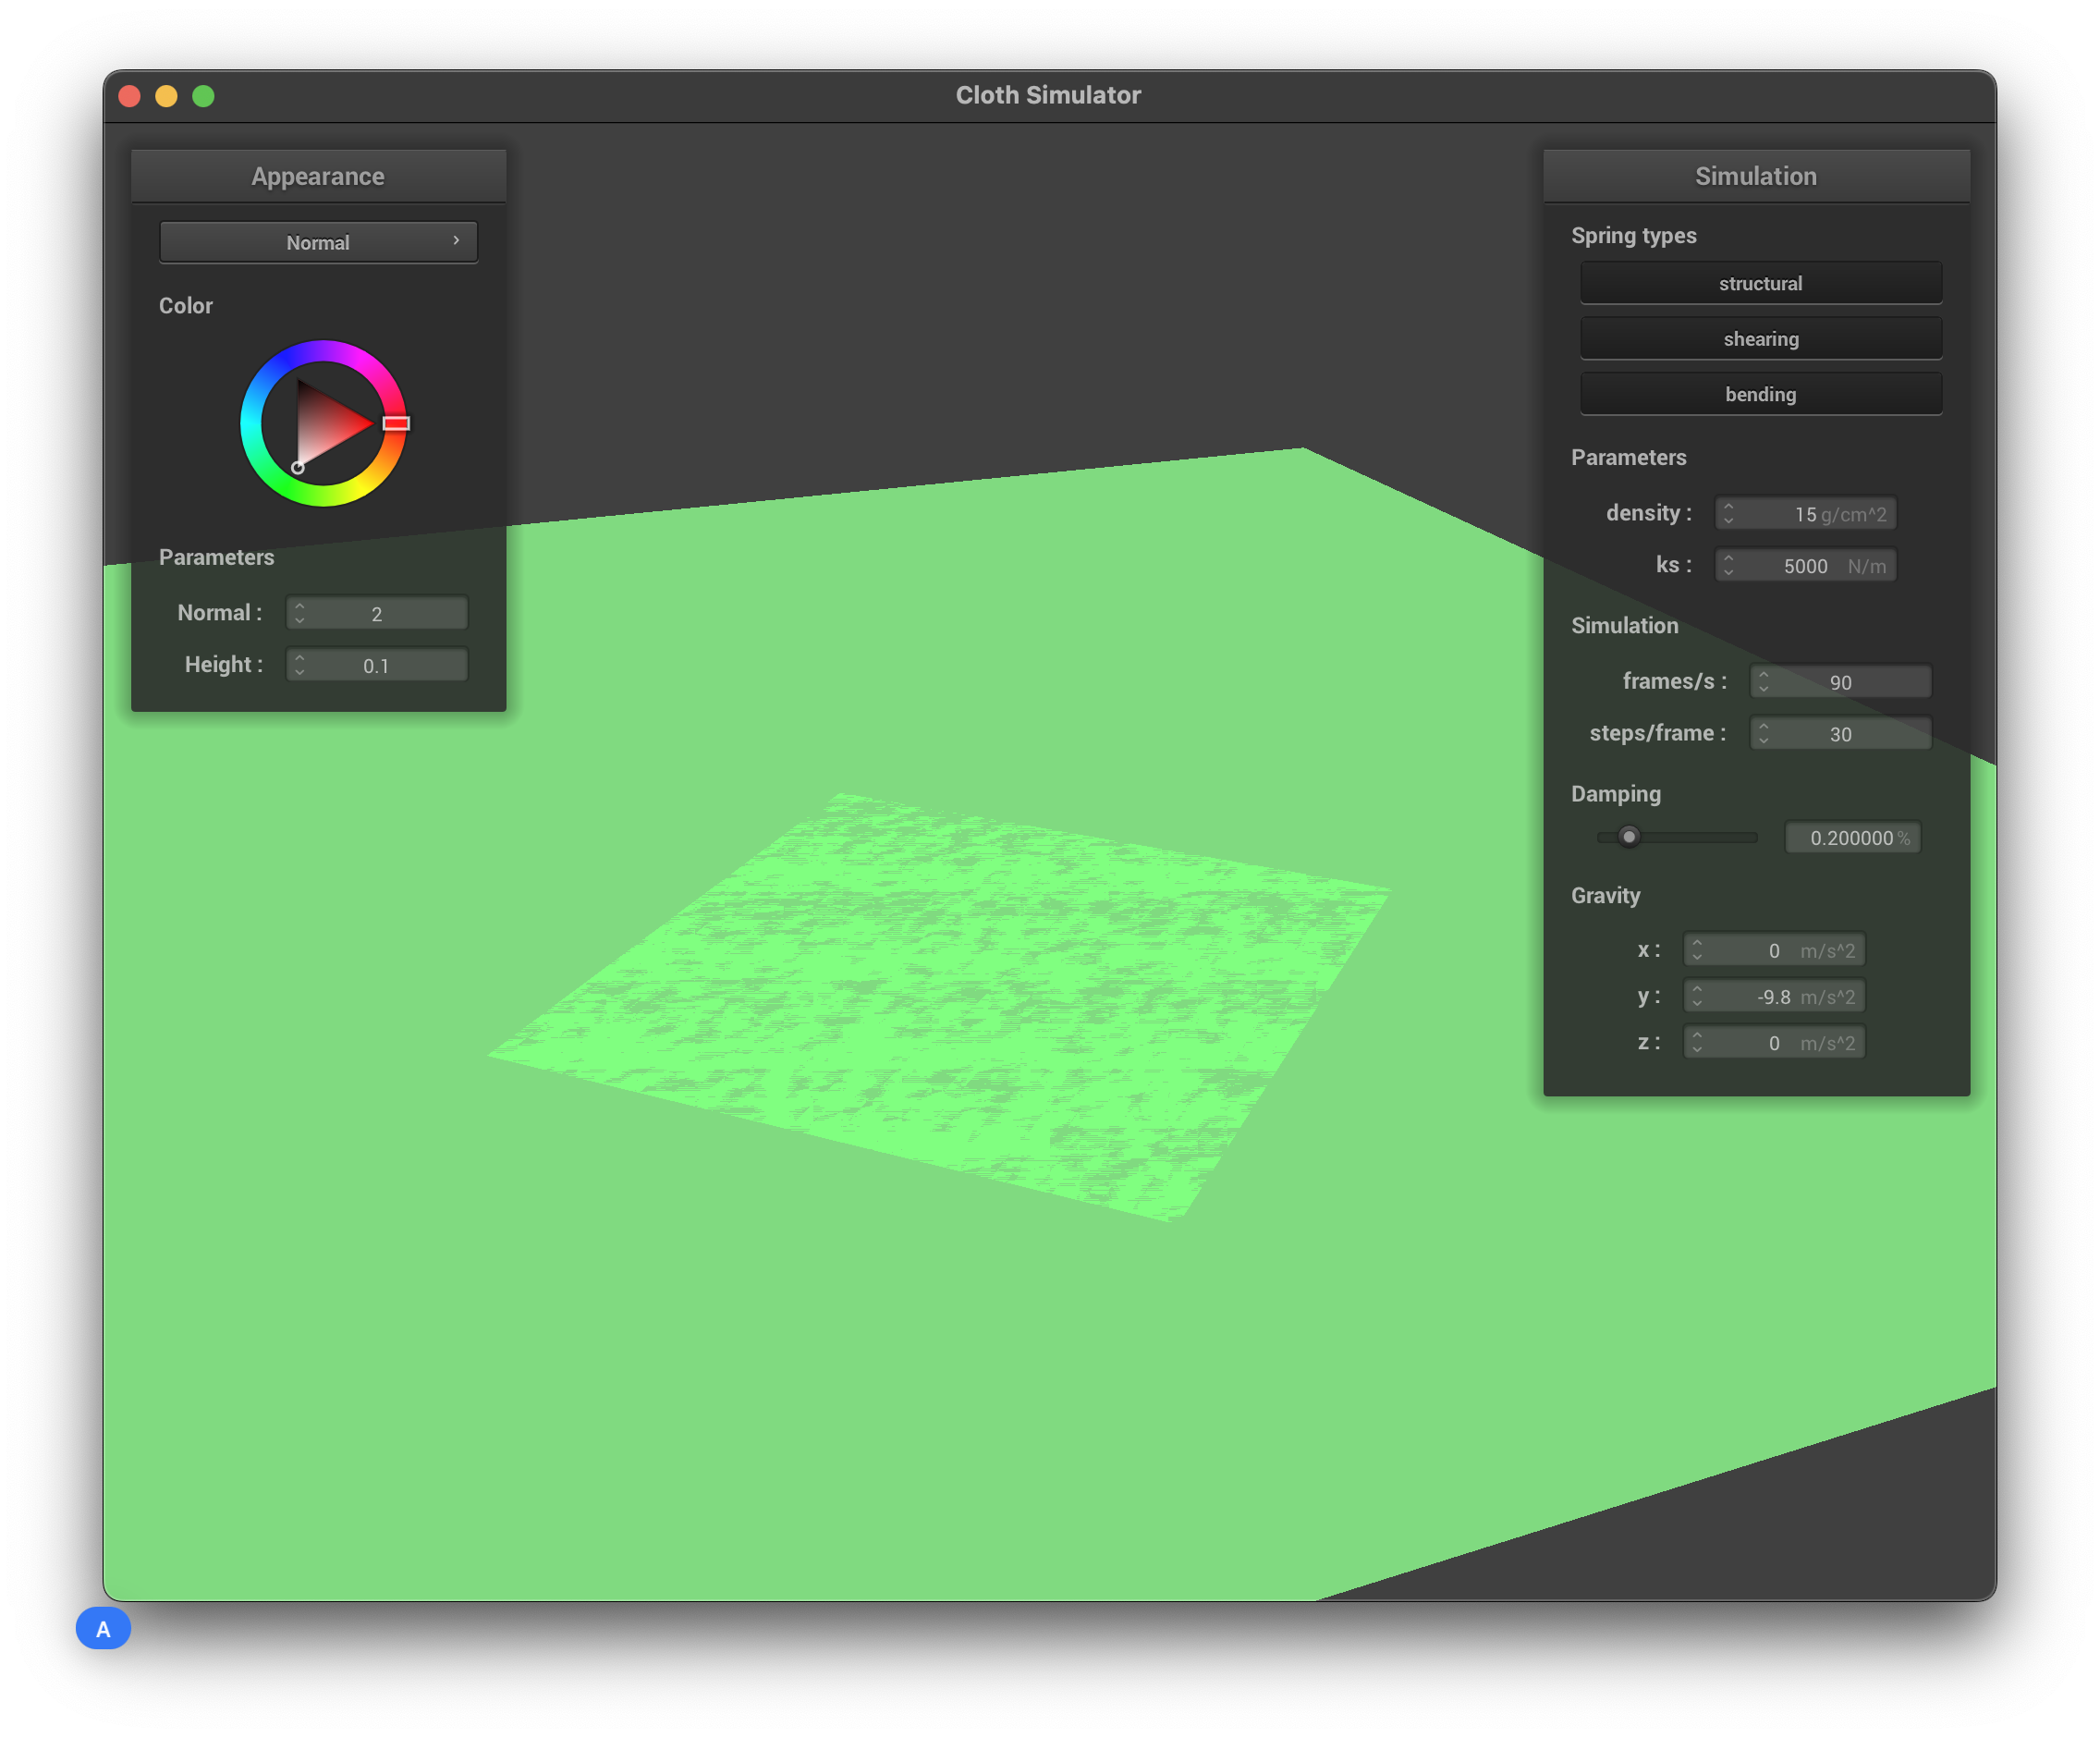 Cloth Simulator
Appearance
Normal
Color
Parameters
Normal : 2
Height : 0.1
Simulation
Spring types
structural
shearing
bending
Parameters
density : 15 g/cm^2
ks : 5000 N/m
Simulation
frames/s : 90
steps/frame : 30
Damping
0.200000 %
Gravity
x : 0 m/s^2
y : -9.8 m/s^2
z : 0 m/s^2
A